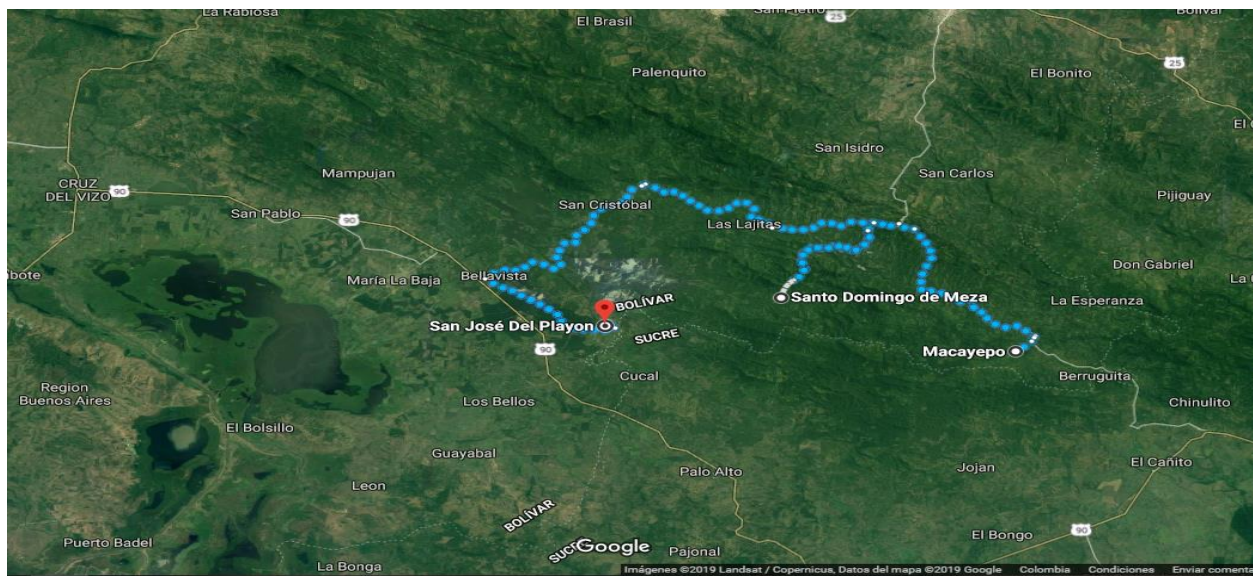 La Rabiosa
El Brasil
25
Bolívar
Palenquito
El Bonito
25
San Isidro
CRUZ
DEL VIZO
90
Mampujan
San Carlos
Pijiguay
San Pablo
90
San Cristóbal
Las Lajitas
María La Baja
Bellavista
Don Gabriel
BOLÍVAR
Santo Domingo de Meza
La Esperanza
San José Del Playon
SUCRE
90
Macayepo
Cucal
Berruguita
Region
Buenos Aires
Los Bellos
Chinulito
El Bolsillo
Guayabal
Palo Alto
Jojan
El Cañito
Leon
BOLÍVAR
90
El Bongo
Puerto Badel
Google
Pajonal
La Bonga
Imágenes ©2019 Landsat / Copernicus, Datos del mapa ©2019 Google Colombia Condiciones Enviar